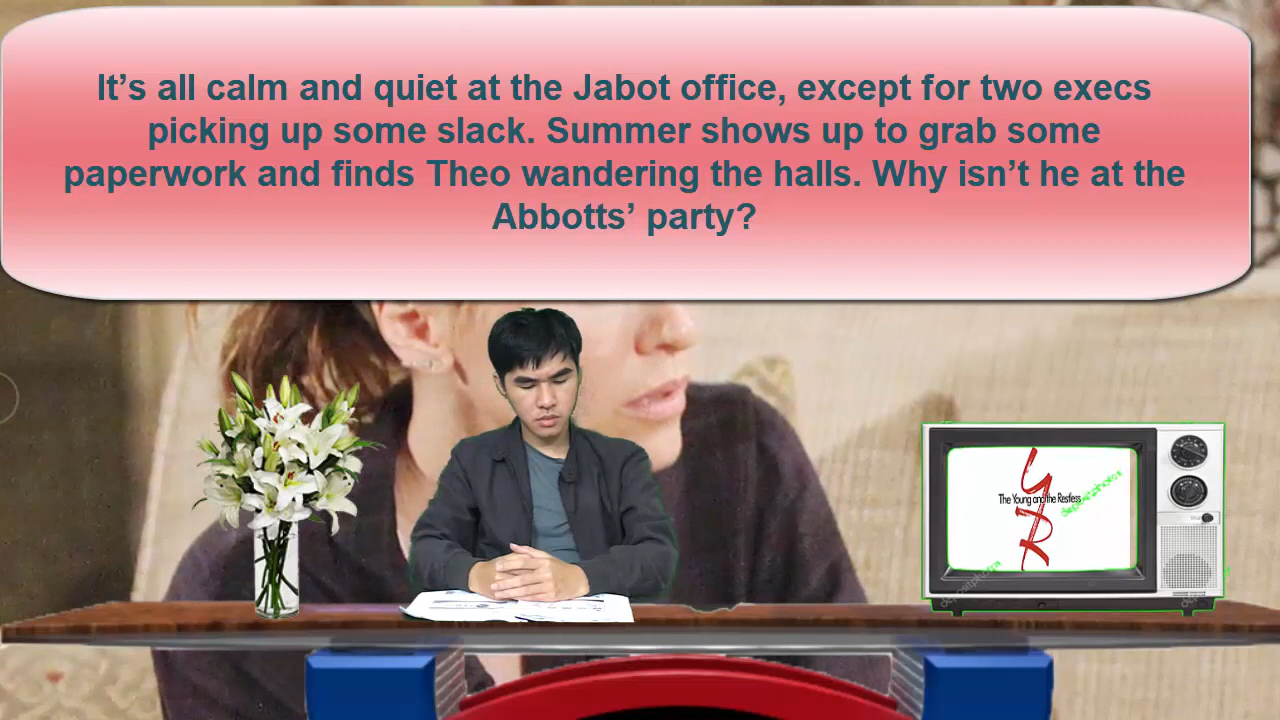 It’s all calm and quiet at the Jabot office, except for two execs
picking up some slack. Summer shows up to grab some
paperwork and finds Theo wandering the halls. Why isn’t he at the
Abbotts’ party?
The Young and the Restless
YR
depositphotos